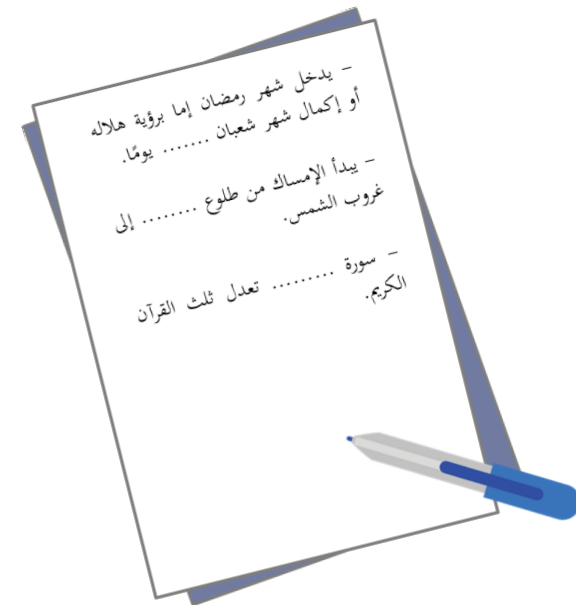 – يدخل شهر رمضان إما برؤية هلاله
أو إكمال شهر شعبان ....... يومًا.
– يبدأ الإمساك من طلوع ........ إلى
غروب الشمس.
– سورة ......... تعدل ثلث القرآن
الكريم.